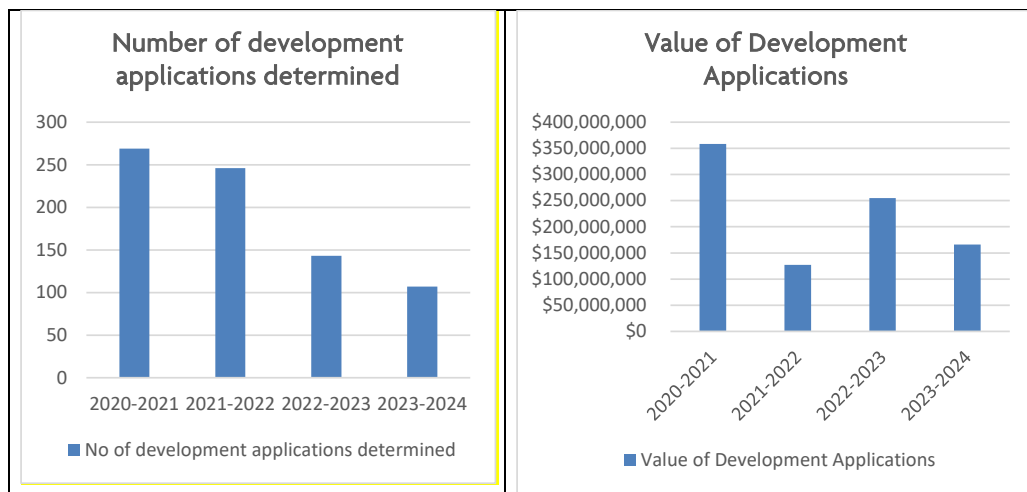 Number of development
applications determined
300
250
200
150
100
50
0
2020-2021 2021-2022 2022-2023 2023-2024
No of development applications determined
Value of Development
Applications
$400,000,000
$350,000,000
$300,000,000
$250,000,000
$200,000,000
$150,000,000
$100,000,000
$50,000,000
$0
2020-2021
2021-2022
2022-2023
2023-2024
Value of Development Applications